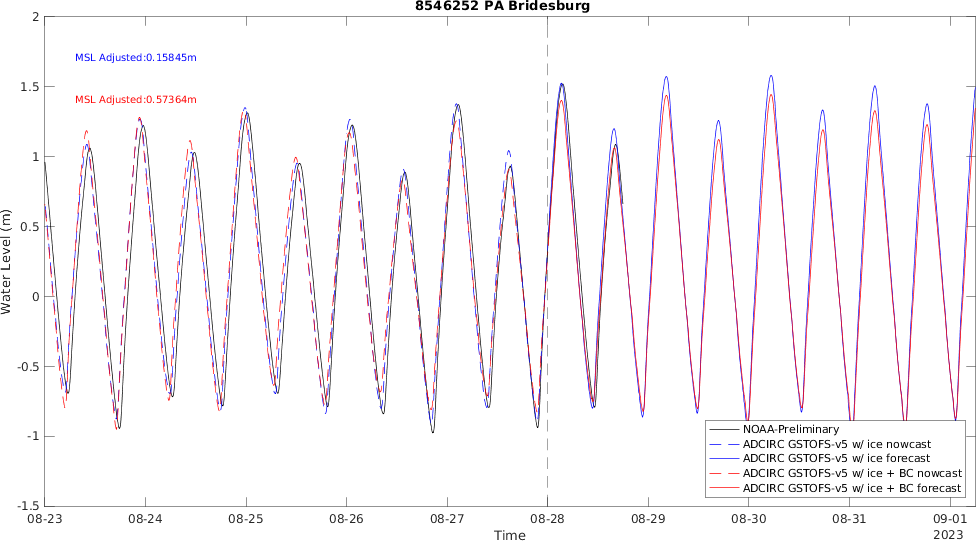 8546252 PA Bridesburg
MSL Adjusted:0.15845m
MSL Adjusted:0.57364m
2
1.5
1
0.5
0
-0.5
-1
-1.5
Water Level (m)
NOAA-Preliminary
ADCIRC GSTOFS-v5 w/ ice nowcast
ADCIRC GSTOFS-v5 w/ ice forecast
ADCIRC GSTOFS-v5 w/ ice + BC nowcast
ADCIRC GSTOFS-v5 w/ ice + BC forecast
08-23 08-24 08-25 08-26 08-27 08-28 08-29 08-30 08-31 09-01
2023
Time